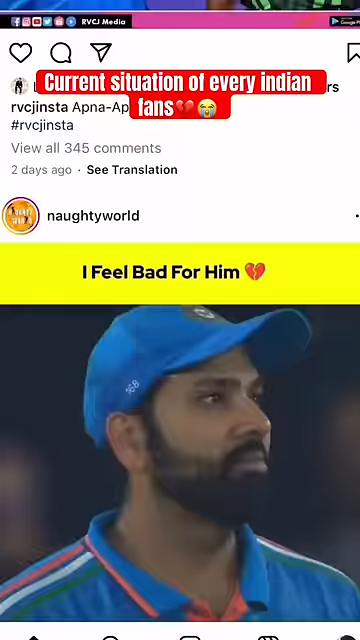 RVCJ Media
Current situation of every indian
fans💔😭
rvcjinsta Apna-Ap
#rvcjinsta
View all 345 comments
2 days ago · See Translation
naughtyworld
I Feel Bad For Him 💔
168